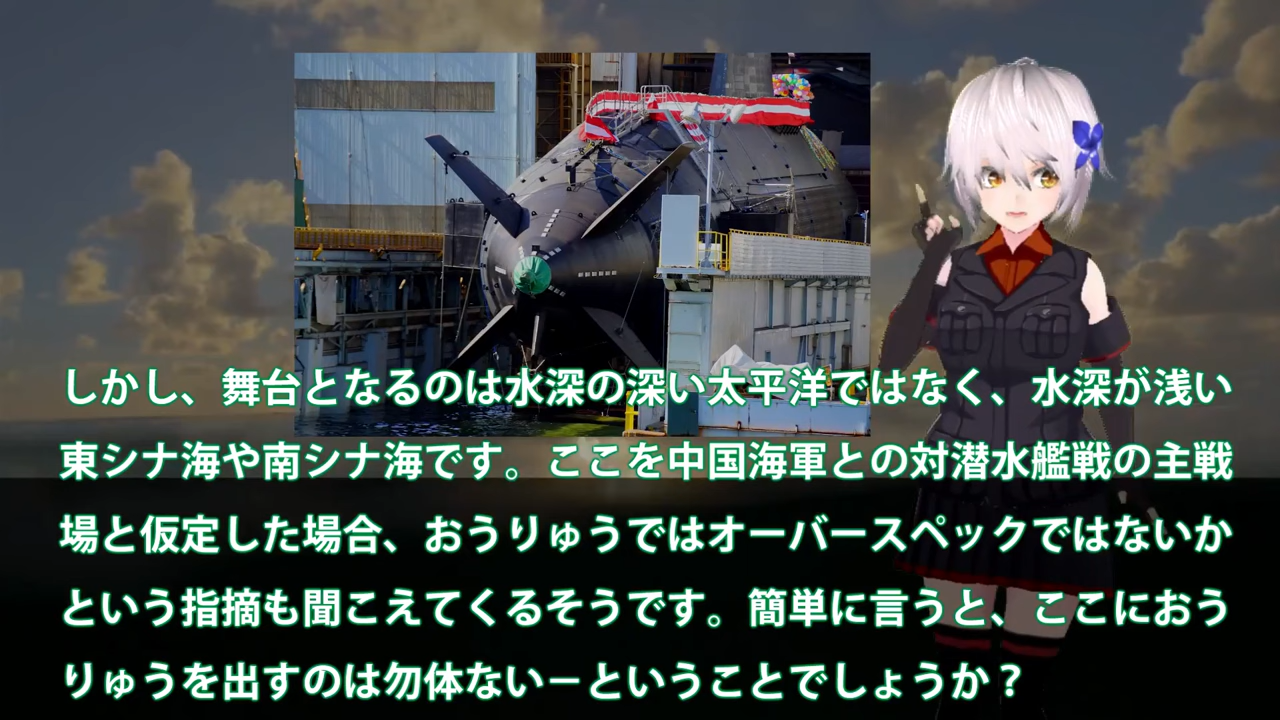 しかし、舞台となるのは水深の深い太平洋ではなく、水深が浅い
東シナ海や南シナ海です。ここを中国海軍との対潜水艦戦の主戦
場と仮定した場合、おうりゅうではオーバースペックではないか
という指摘も聞こえてくるそうです。簡単に言うと、ここにおう
りゅうを出すのは勿体ない－ということでしょうか？